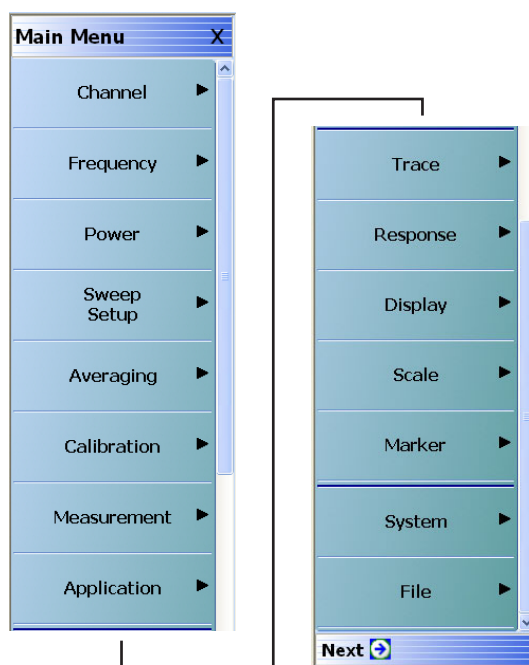 Main Menu X
Channel
Frequency
Power
Sweep
Setup
Averaging
Calibration
Measurement
Application
Trace
Response
Display
Scale
Marker
System
File
Next